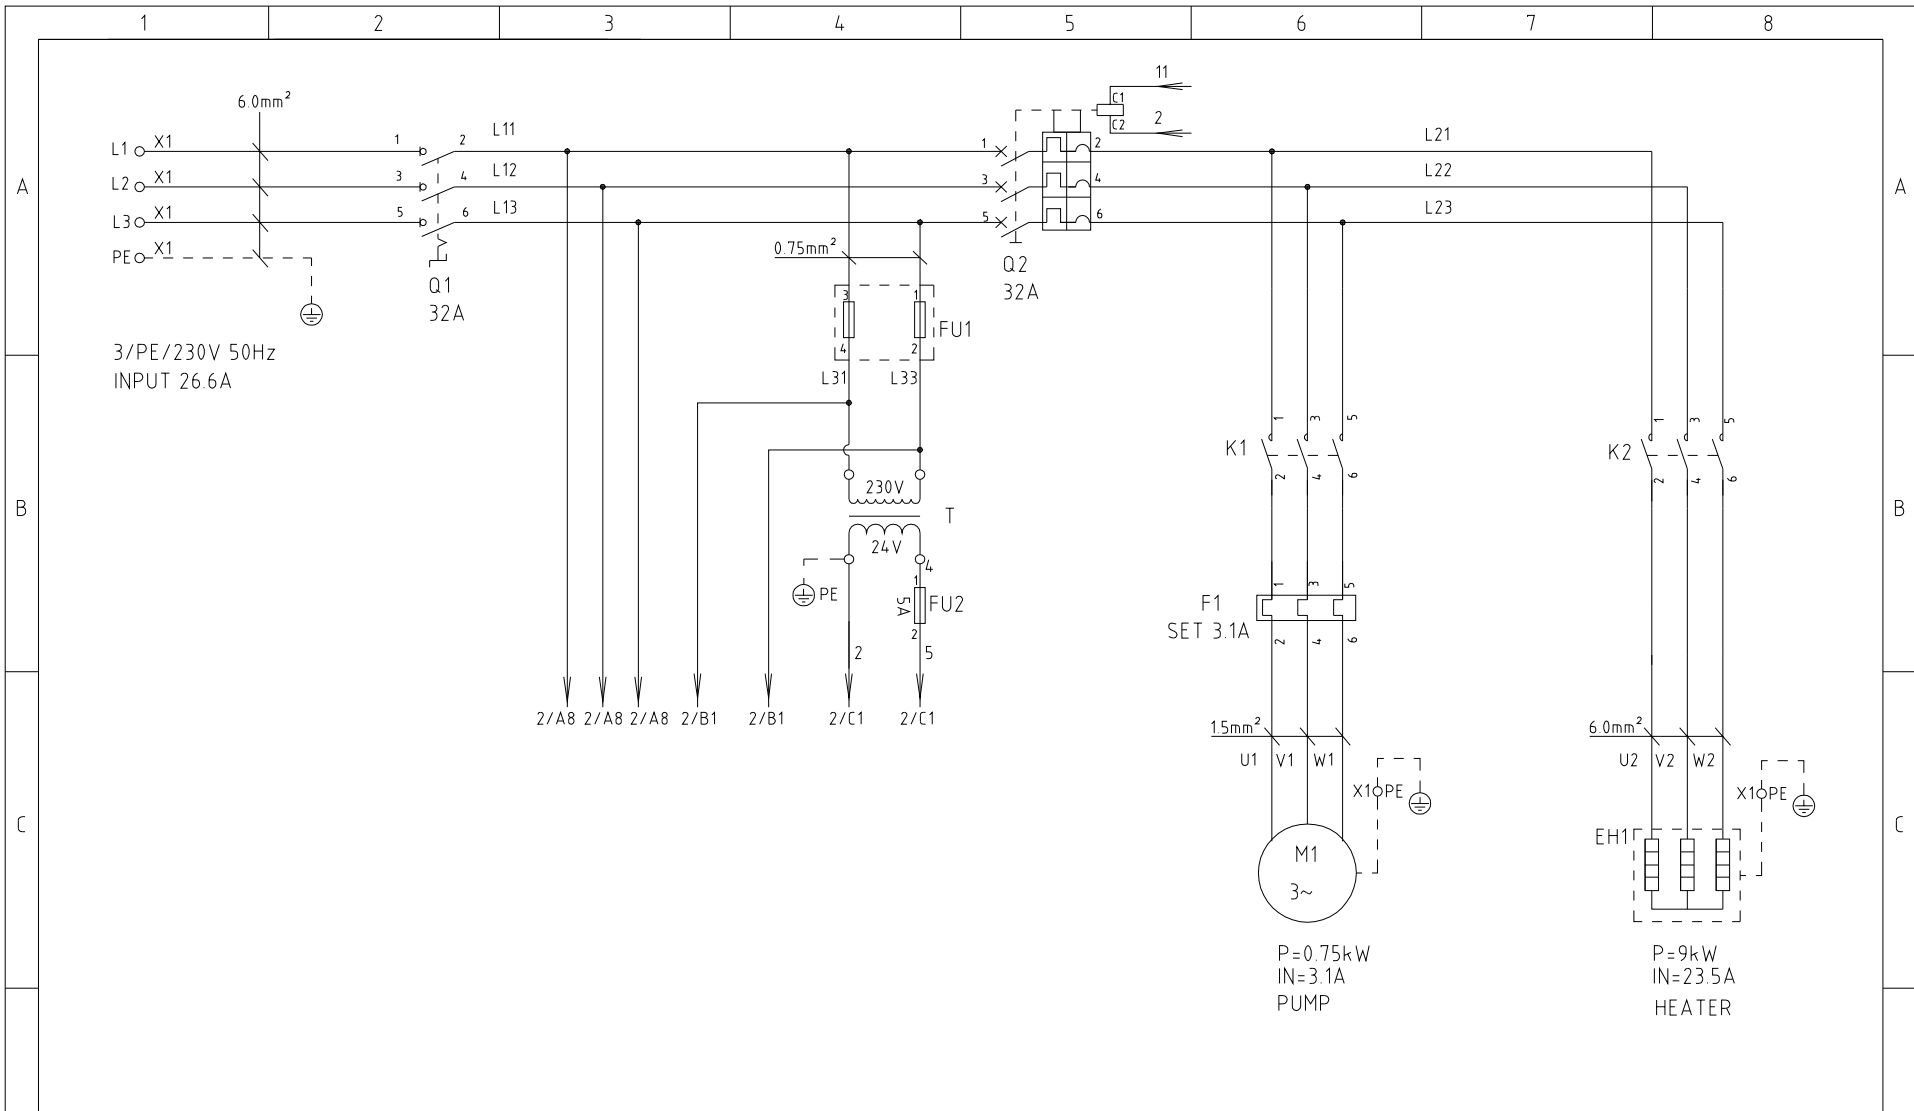 1 2 3 4 5 6 7 8
A
A
B
B
C
C
6.0mm²
L1 X1
L2 X1
L3 X1
PE X1
3/PE/230V 50Hz
INPUT 26.6A
1 2 L11
3 4 L12
5 6 L13
Q1
32A
0.75mm²
3 1
4 2
FU1
L31 L33
230V
T
24V
4
PE
1
5A
FU2
2
2 5
2/A8 2/A8 2/A8 2/B1 2/B1 2/C1 2/C1
11
C1
C2
2
1 2
3 4
5 6
Q2
32A
L21
L22
L23
K1
1 3 5
2 4 6
F1
SET 3.1A
1 3 5
2 4 6
1.5mm²
U1 V1 W1
X1 PE
M1
3~
P=0.75kW
IN=3.1A
PUMP
K2
1 3 5
2 4 6
6.0mm²
U2 V2 W2
X1 PE
EH1
P=9kW
IN=23.5A
HEATER